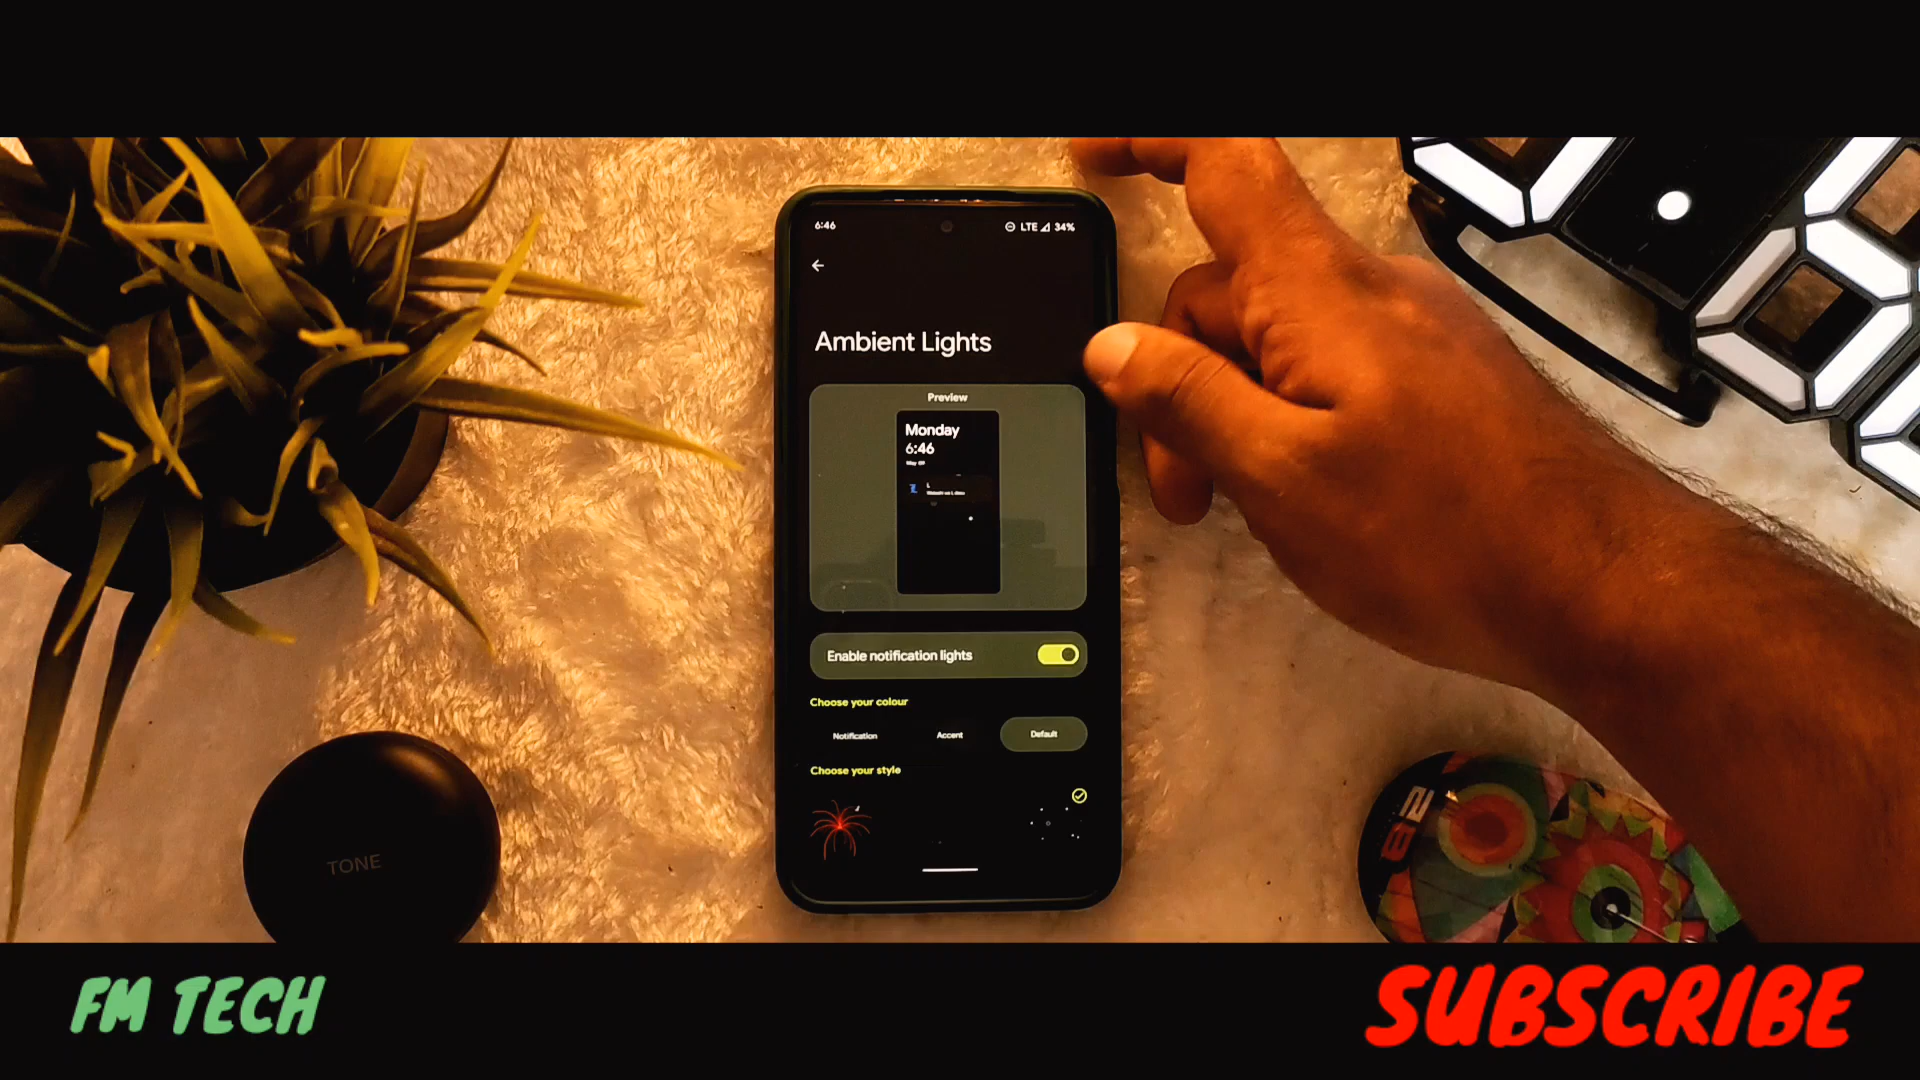 6:46
LTE 34%
Ambient Lights
Preview
Monday
6:46
Enable notification lights
Choose your colour
Notification Accent Default
Choose your style
TONE
28
FM TECH
SUBSCRIBE